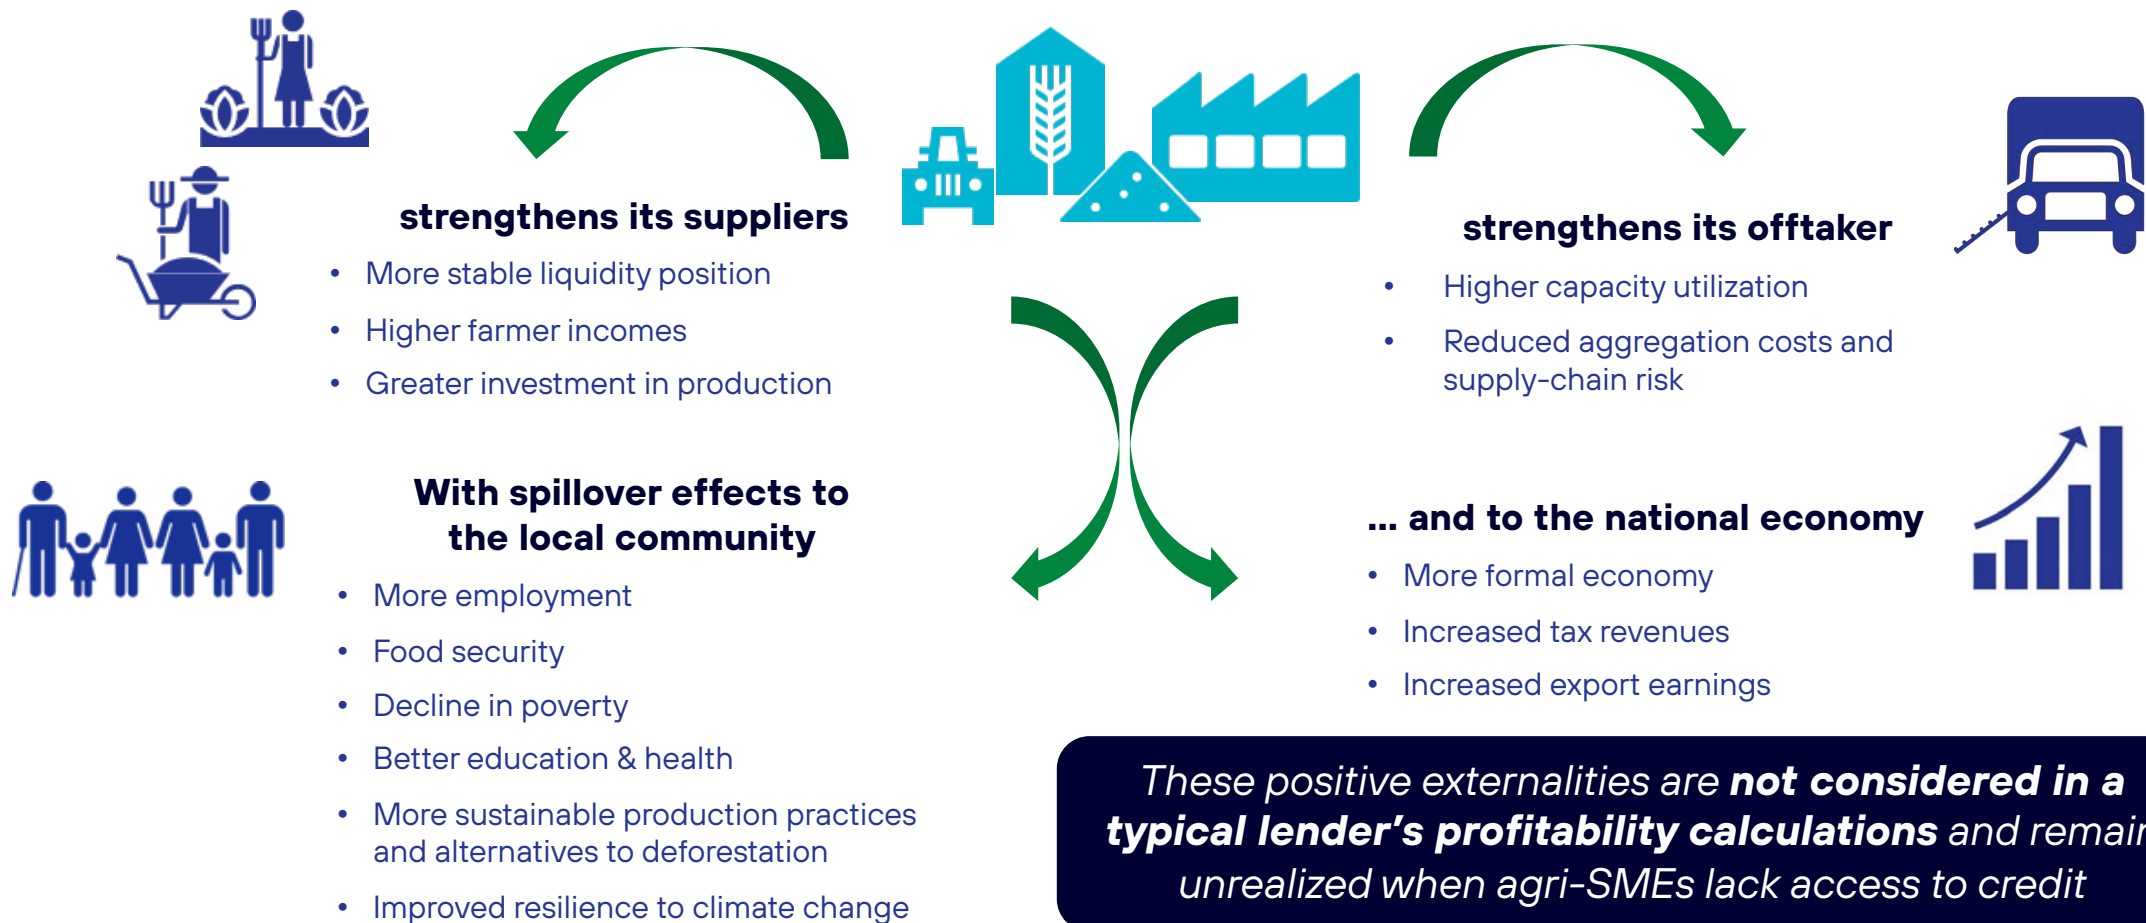 strengthens its suppliers
• More stable liquidity position
• Higher farmer incomes
• Greater investment in production
strengthens its offtaker
• Higher capacity utilization
• Reduced aggregation costs and
supply-chain risk
With spillover effects to
the local community
• More employment
• Food security
• Decline in poverty
• Better education & health
• More sustainable production practices
and alternatives to deforestation
• Improved resilience to climate change
... and to the national economy
• More formal economy
• Increased tax revenues
• Increased export earnings
These positive externalities are not considered in a
typical lender’s profitability calculations and remain
unrealized when agri-SMEs lack access to credit